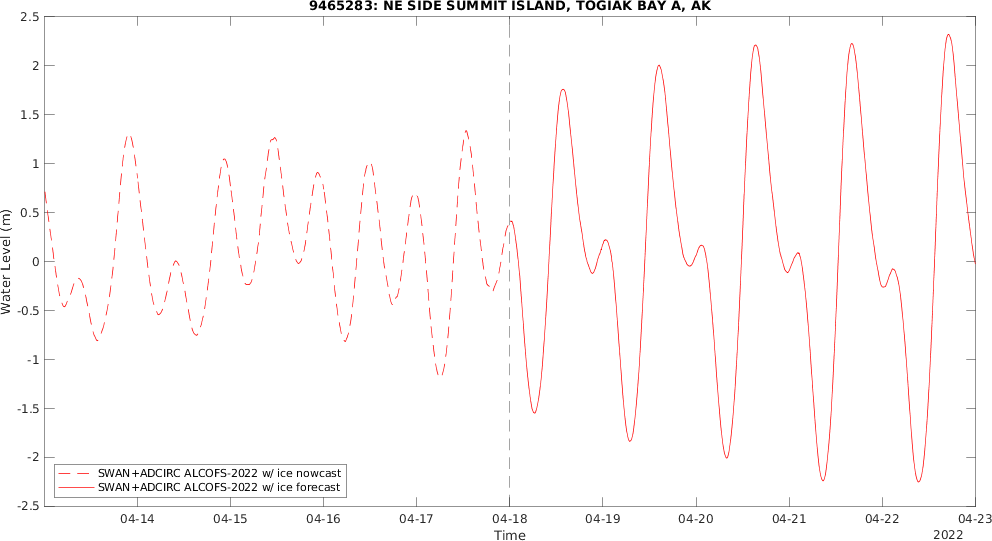 9465283: NE SIDE SUMMIT ISLAND, TOGIAK BAY A, AK
2.5
2
1.5
1
0.5
0
-0.5
-1
-1.5
-2
-2.5
Water Level (m)
SWAN+ADCIRC ALCOFS-2022 w/ ice nowcast
SWAN+ADCIRC ALCOFS-2022 w/ ice forecast
04-14 04-15 04-16 04-17 04-18 04-19 04-20 04-21 04-22 04-23
Time
2022